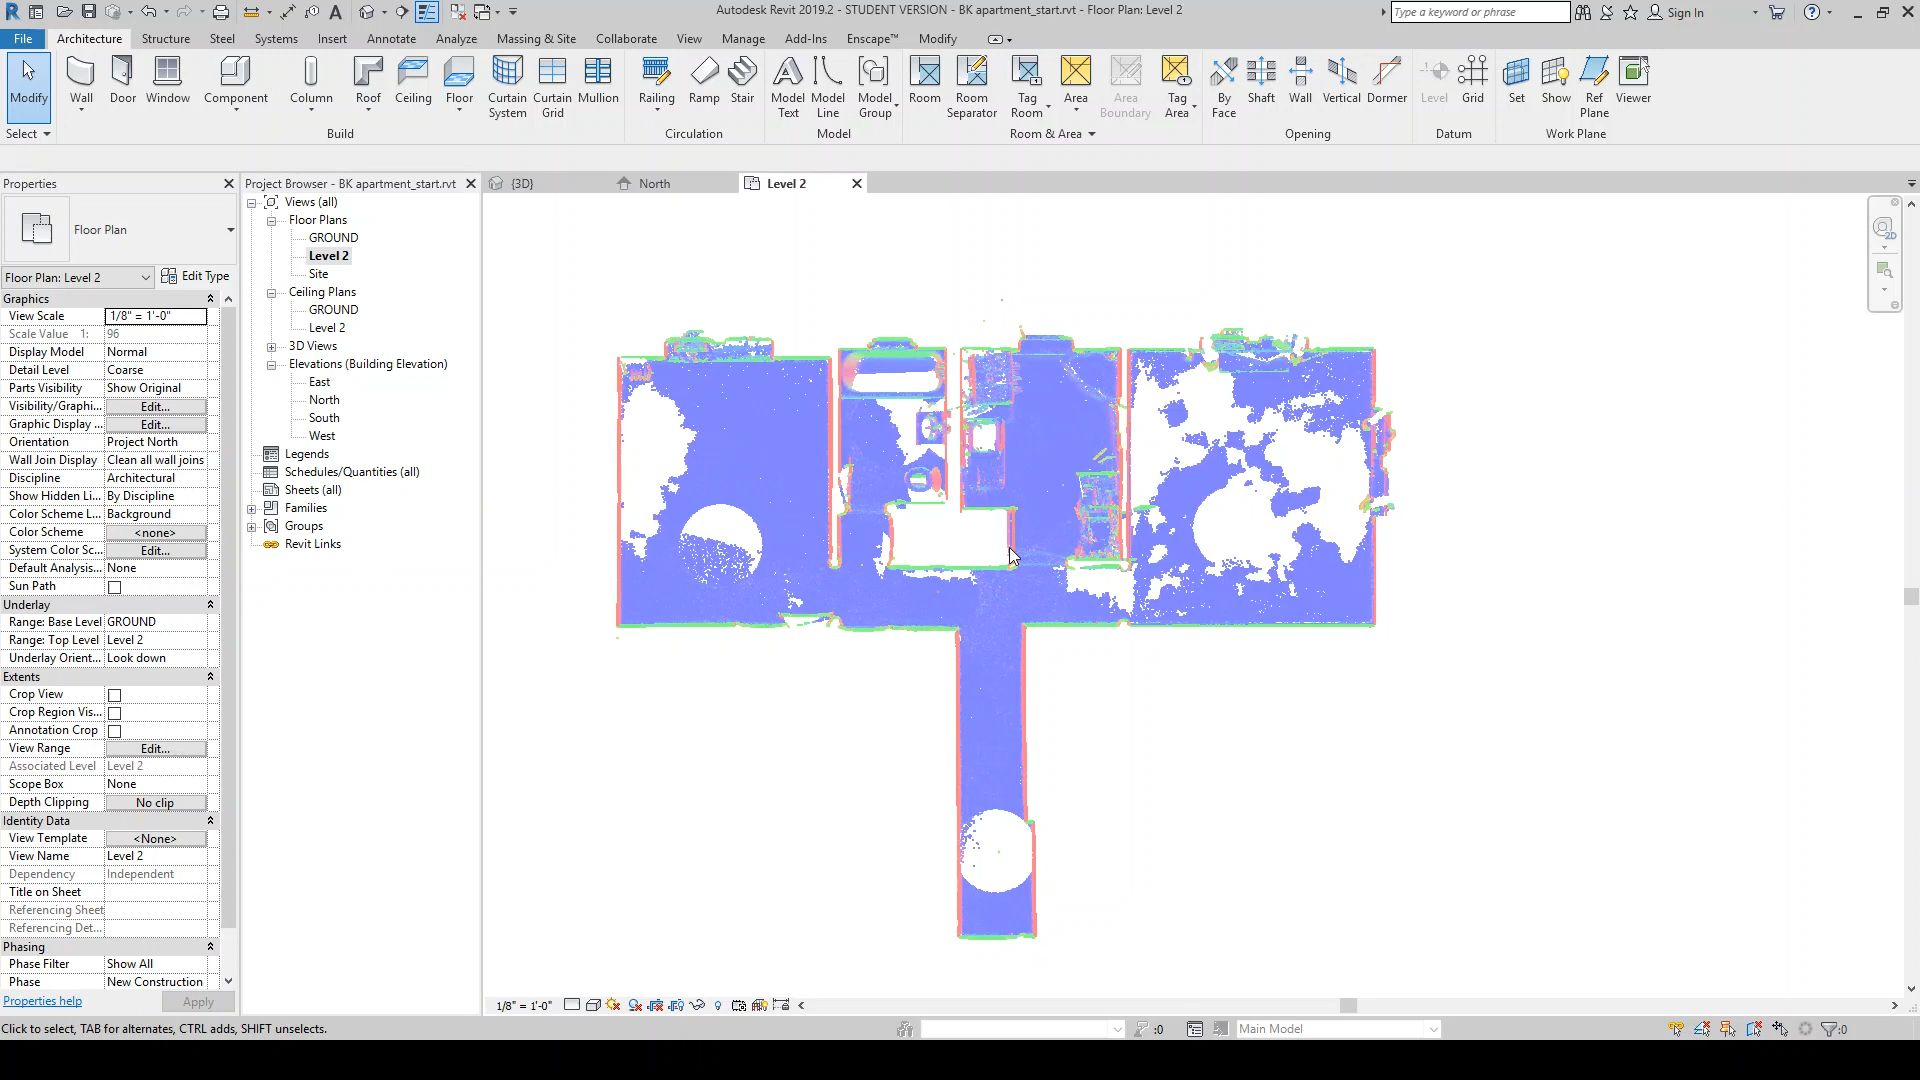 Autodesk Revit 2019.2 - STUDENT VERSION - BK apartment_start.rvt - Floor Plan: Level 2
Type a keyword or phrase
Sign In
File Architecture Structure Steel Systems Insert Annotate Analyze Massing & Site Collaborate View Manage Add-Ins Enscape™ Modify
Modify Wall Door Window Component Column Roof Ceiling Floor Curtain System Curtain Grid Mullion Railing Ramp Stair Model Text Model Line Model Group Room Room Separator Tag Room Area Area Boundary Tag Area By Face Shaft Wall Vertical Dormer Level Grid Set Show Ref Plane Viewer
Select Build Circulation Model Room & Area Opening Datum Work Plane
Properties
Floor Plan
Floor Plan: Level 2 Edit Type
Graphics
View Scale 1/8" = 1'-0"
Scale Value 1: 96
Display Model Normal
Detail Level Coarse
Parts Visibility Show Original
Visibility/Graphi... Edit...
Graphic Display ... Edit...
Orientation Project North
Wall Join Display Clean all wall joins
Discipline Architectural
Show Hidden Li... By Discipline
Color Scheme L... Background
Color Scheme <none>
System Color Sc... Edit...
Default Analysis... None
Sun Path
Underlay
Range: Base Level GROUND
Range: Top Level Level 2
Underlay Orient... Look down
Extents
Crop View
Crop Region Vis...
Annotation Crop
View Range Edit...
Associated Level Level 2
Scope Box None
Depth Clipping No clip
Identity Data
View Template <None>
View Name Level 2
Dependency Independent
Title on Sheet
Referencing Sheet
Referencing Det...
Phasing
Phase Filter Show All
Phase New Construction
Properties help Apply
Project Browser - BK apartment_start.rvt
Views (all)
Floor Plans
GROUND
Level 2
Site
Ceiling Plans
GROUND
Level 2
3D Views
Elevations (Building Elevation)
East
North
South
West
Legends
Schedules/Quantities (all)
Sheets (all)
Families
Groups
Revit Links
{3D} North Level 2
2D
1/8" = 1'-0"
Click to select, TAB for alternates, CTRL adds, SHIFT unselects.
:0
Main Model
:0